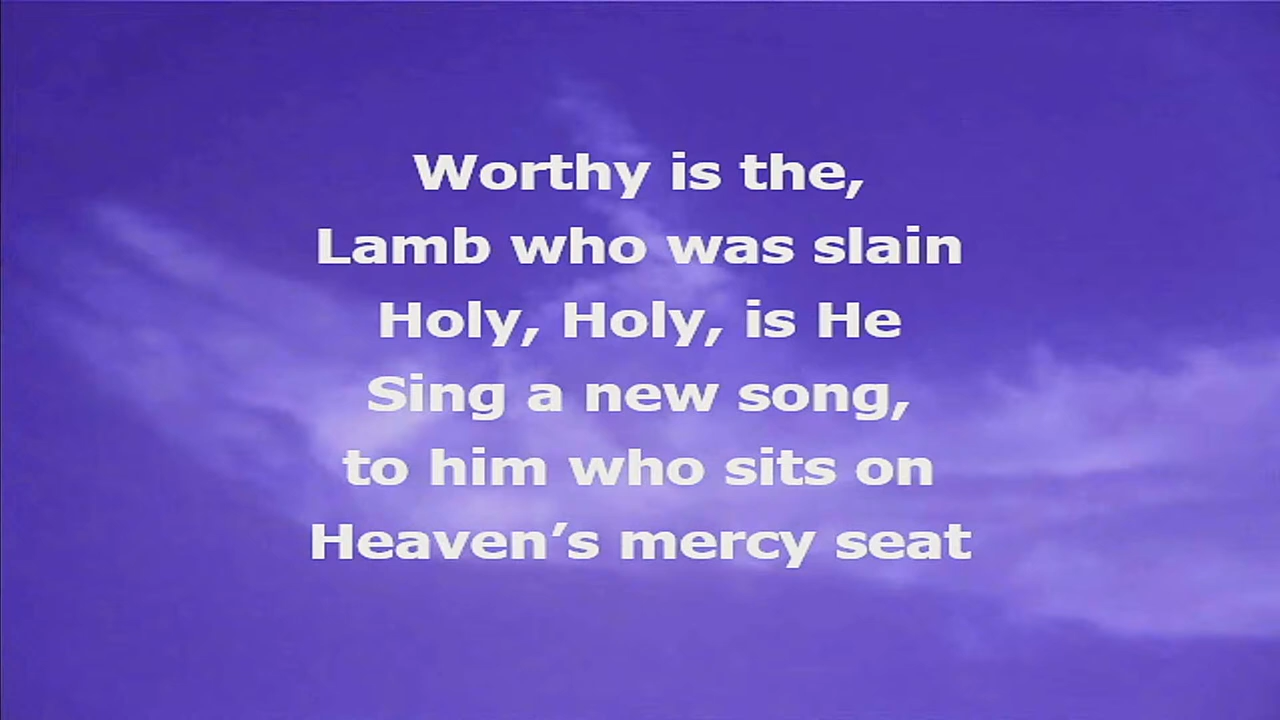 Worthy is the,
Lamb who was slain
Holy, Holy, is He
Sing a new song,
to him who sits on
Heaven’s mercy seat